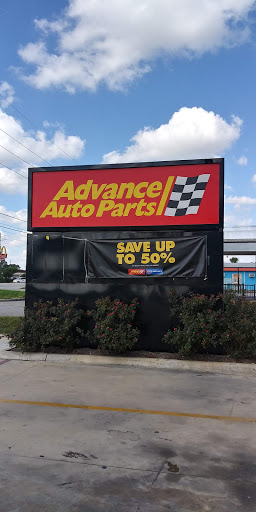 Advance
Auto Parts
SAVE UP
TO 50%